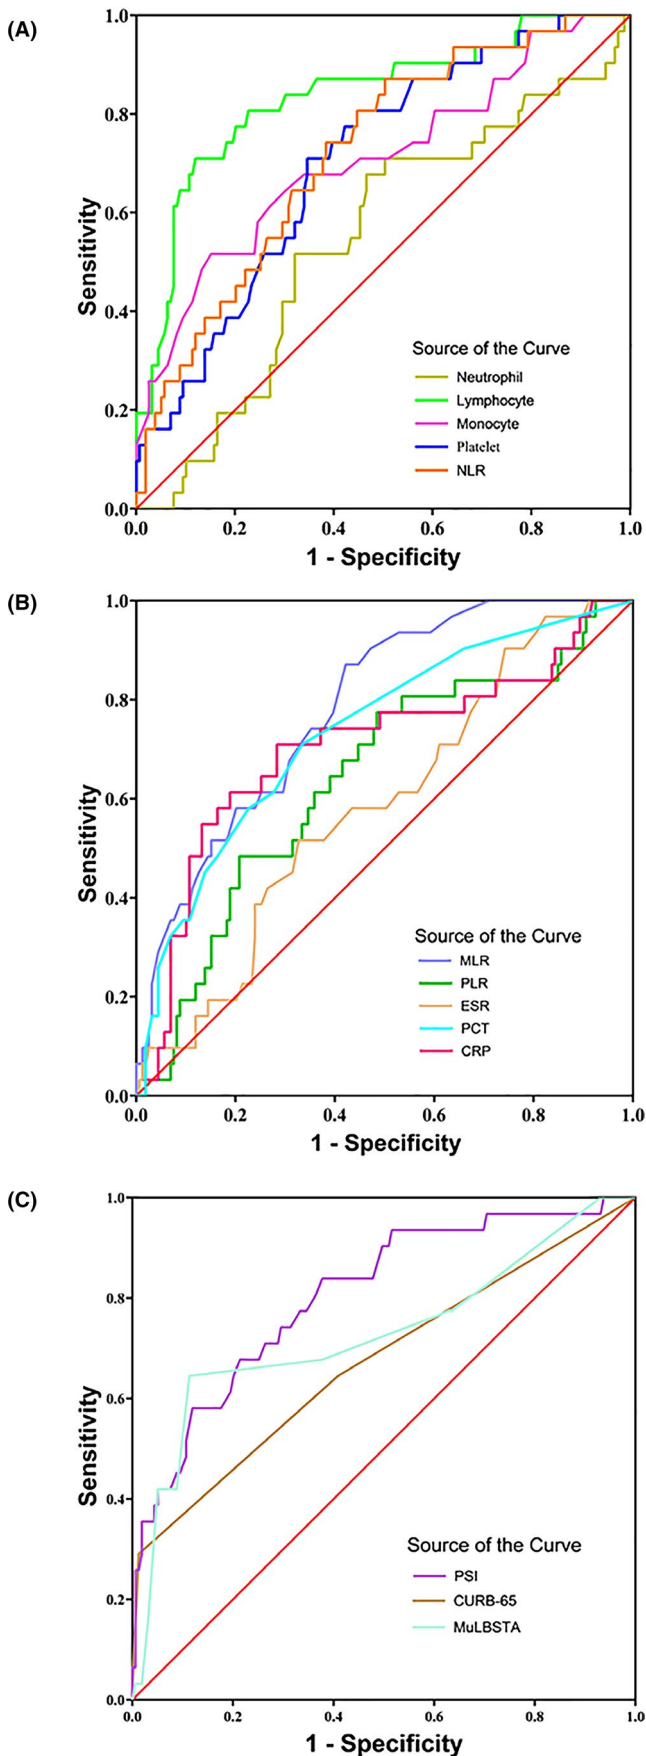 (A)
1.0
0.8
0.6
0.4
0.2
0.0
Sensitivity
Source of the Curve
Neutrophil
Lymphocyte
Monocyte
Platelet
NLR
0.0 0.2 0.4 0.6 0.8 1.0
1 - Specificity
(B)
1.0
0.8
0.6
0.4
0.2
0.0
Sensitivity
Source of the Curve
MLR
PLR
ESR
PCT
CRP
0.0 0.2 0.4 0.6 0.8 1.0
1 - Specificity
(C)
1.0
0.8
0.6
0.4
0.2
0.0
Sensitivity
Source of the Curve
PSI
CURB-65
MuLBSTA
0.0 0.2 0.4 0.6 0.8 1.0
1 - Specificity